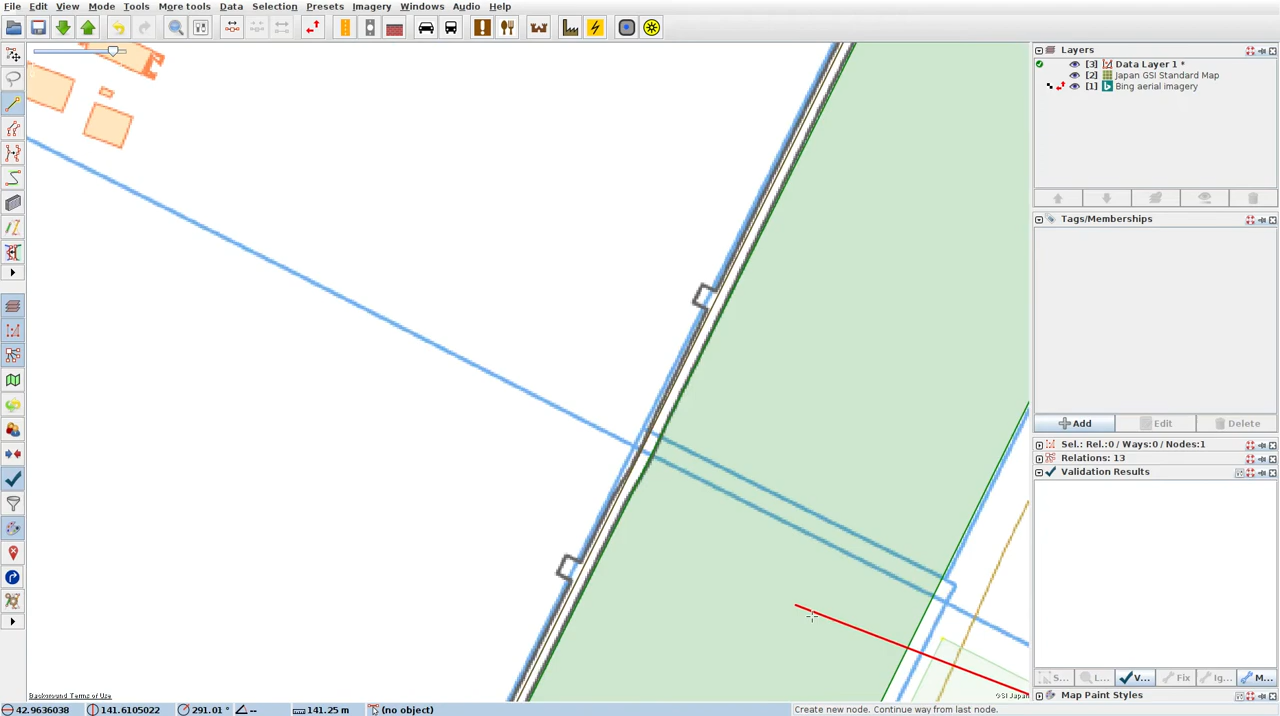 File Edit View Mode Tools More tools Data Selection Presets Imagery Windows Audio Help
Layers
[3] Data Layer 1 *
[2] Japan GSI Standard Map
[1] Bing aerial imagery
Tags/Memberships
Add Edit Delete
Sel.: Rel.:0 / Ways:0 / Nodes:1
Relations: 13
Validation Results
S... L... V... Fix Ig... M...
Map Paint Styles
Background Terms of Use
©GSI Japan
42.9636038 141.6105022 291.01 ° -- 141.25 m (no object) Create new node. Continue way from last node.